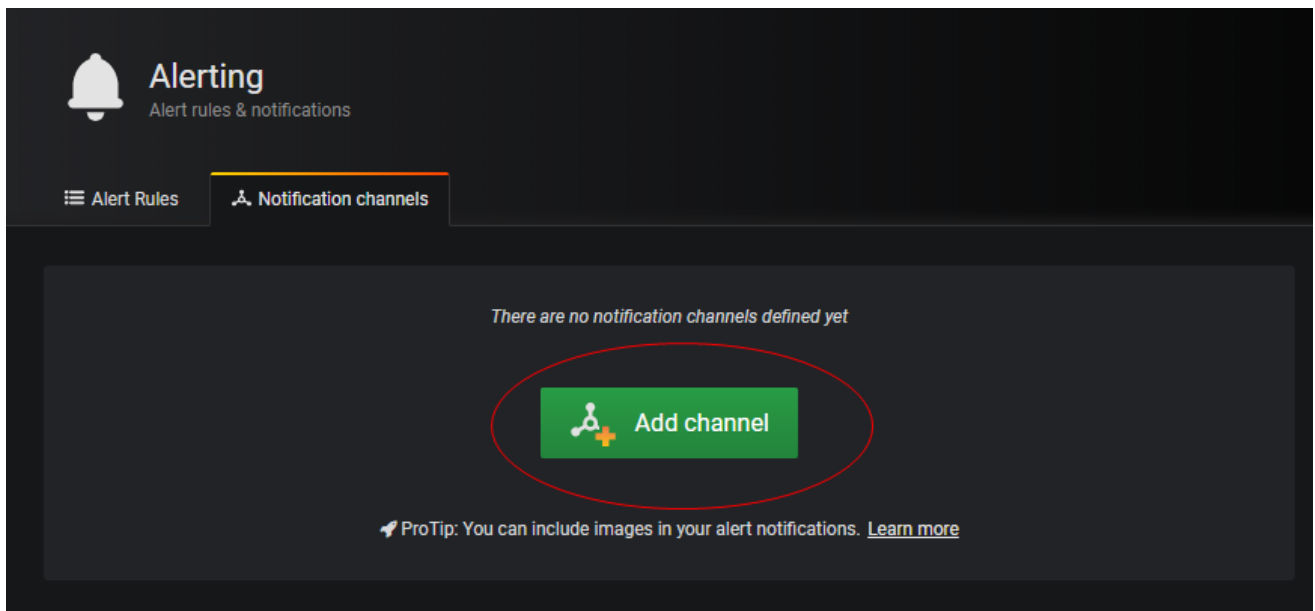 Alerting
Alert rules & notifications
Alert Rules
Notification channels
There are no notification channels defined yet
Add channel
ProTip: You can include images in your alert notifications. Learn more